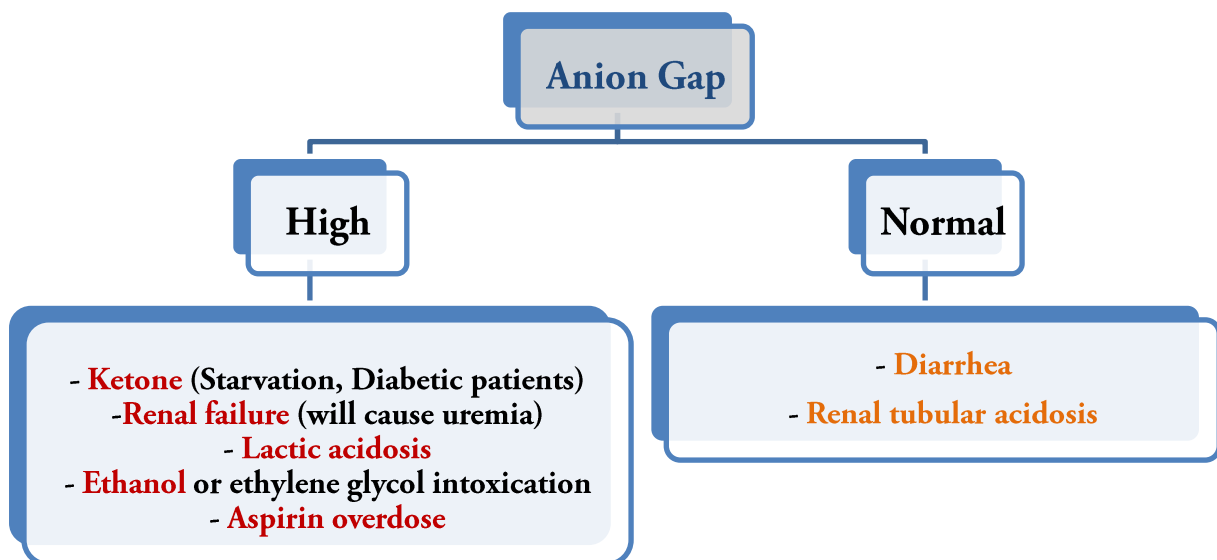 Anion Gap
High
Normal
- Ketone (Starvation, Diabetic patients)
-Renal failure (will cause uremia)
- Lactic acidosis
- Ethanol or ethylene glycol intoxication
- Aspirin overdose
- Diarrhea
- Renal tubular acidosis